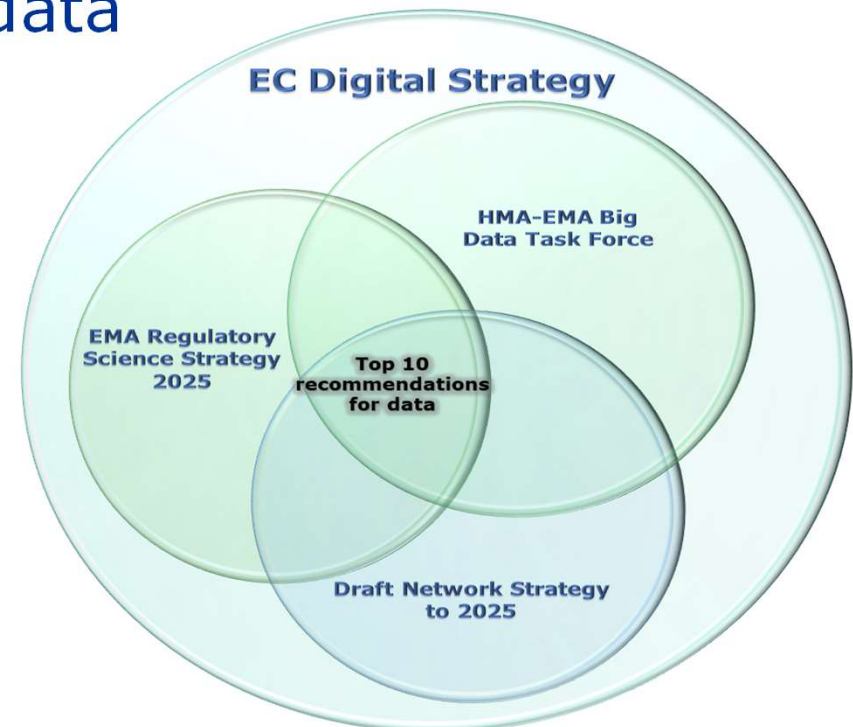 data
EC Digital Strategy
HMA-EMA Big
Data Task Force
EMA Regulatory
Science Strategy
2025
Top 10
recommendations
for data
Draft Network Strategy
to 2025